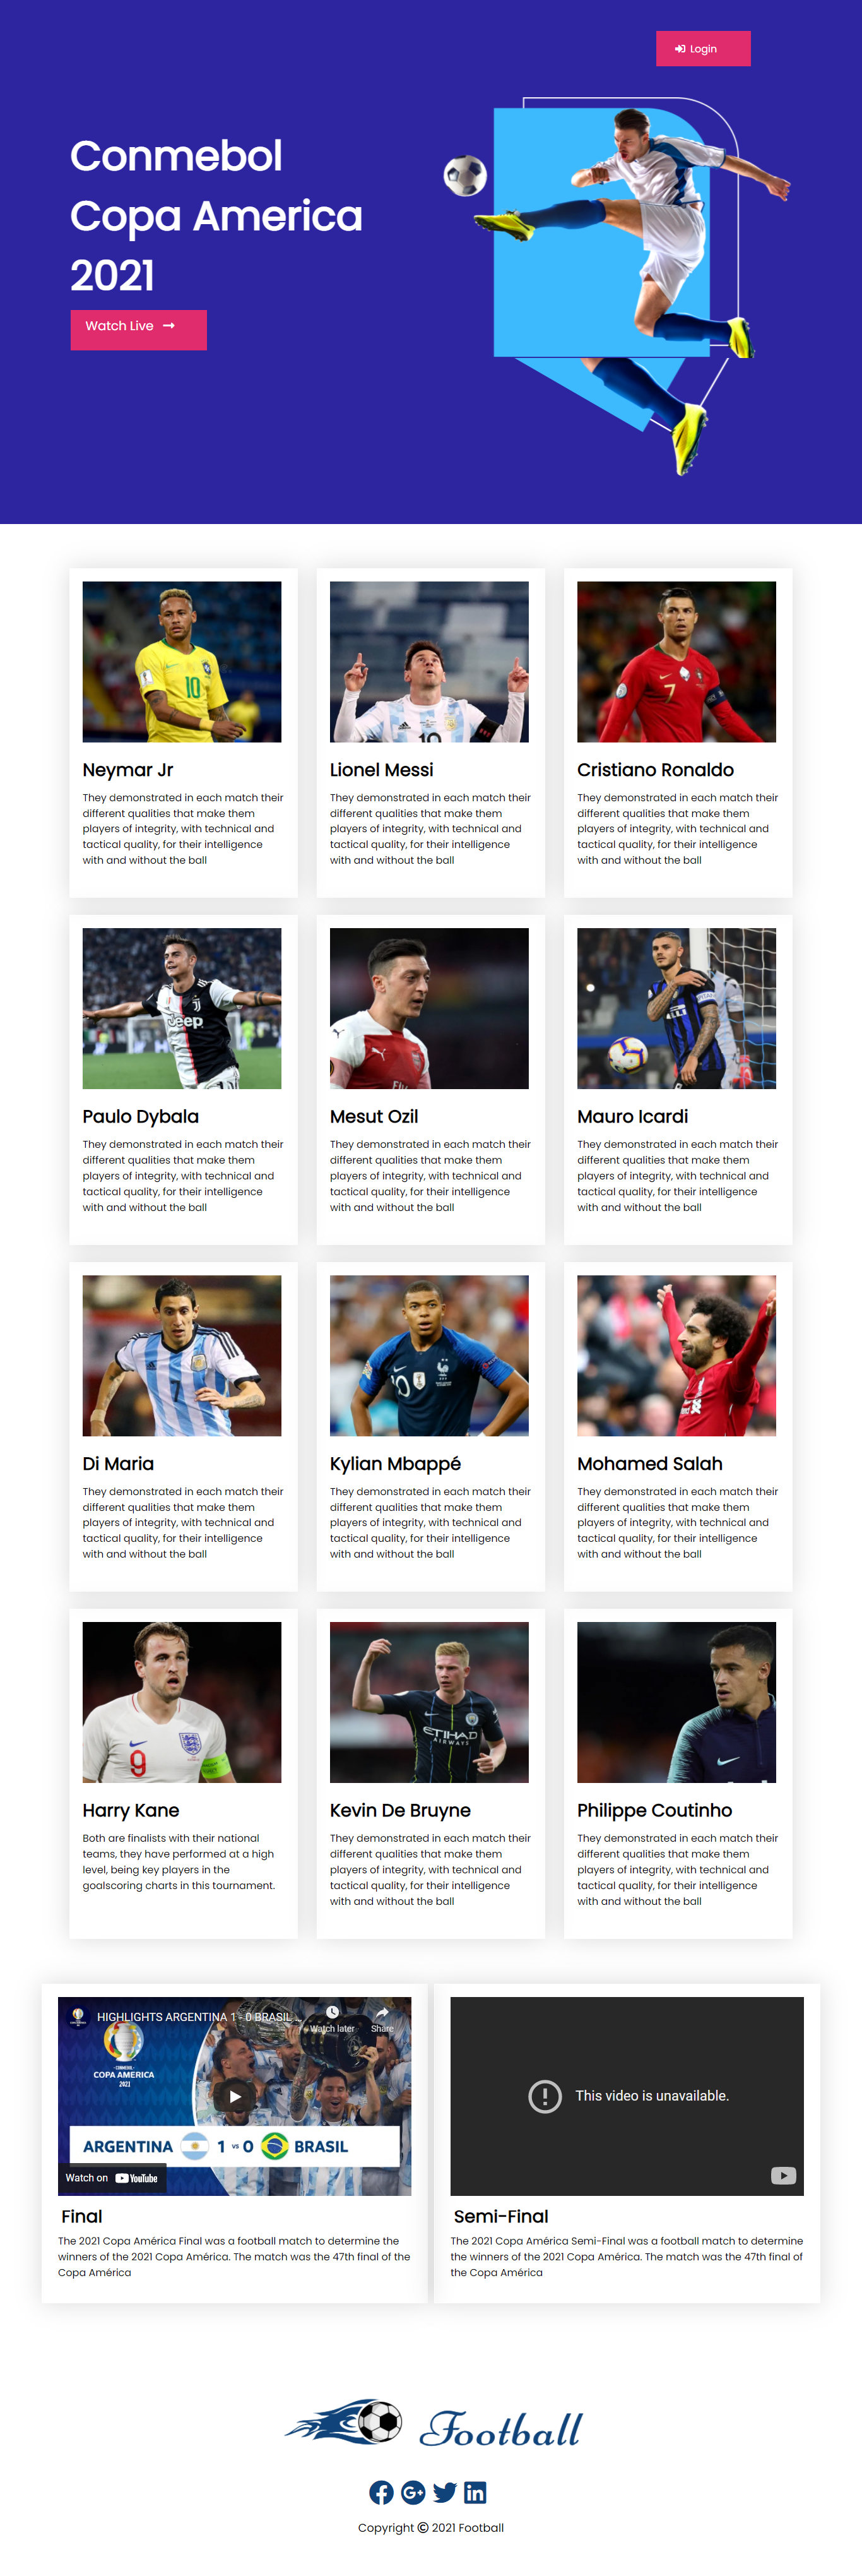 Login
Conmebol
Copa America
2021
Watch Live
10
10
7
Neymar Jr
They demonstrated in each match their
different qualities that make them
players of integrity, with technical and
tactical quality, for their intelligence
with and without the ball
Lionel Messi
They demonstrated in each match their
different qualities that make them
players of integrity, with technical and
tactical quality, for their intelligence
with and without the ball
Cristiano Ronaldo
They demonstrated in each match their
different qualities that make them
players of integrity, with technical and
tactical quality, for their intelligence
with and without the ball
Jeep
Paulo Dybala
They demonstrated in each match their
different qualities that make them
players of integrity, with technical and
tactical quality, for their intelligence
with and without the ball
Mesut Ozil
They demonstrated in each match their
different qualities that make them
players of integrity, with technical and
tactical quality, for their intelligence
with and without the ball
Mauro Icardi
They demonstrated in each match their
different qualities that make them
players of integrity, with technical and
tactical quality, for their intelligence
with and without the ball
7
10
Di Maria
They demonstrated in each match their
different qualities that make them
players of integrity, with technical and
tactical quality, for their intelligence
with and without the ball
Kylian Mbappé
They demonstrated in each match their
different qualities that make them
players of integrity, with technical and
tactical quality, for their intelligence
with and without the ball
Mohamed Salah
They demonstrated in each match their
different qualities that make them
players of integrity, with technical and
tactical quality, for their intelligence
with and without the ball
9
ETIHAD
AIRWAYS
Harry Kane
Both are finalists with their national
teams, they have performed at a high
level, being key players in the
goalscoring charts in this tournament.
Kevin De Bruyne
They demonstrated in each match their
different qualities that make them
players of integrity, with technical and
tactical quality, for their intelligence
with and without the ball
Philippe Coutinho
They demonstrated in each match their
different qualities that make them
players of integrity, with technical and
tactical quality, for their intelligence
with and without the ball
HIGHLIGHTS ARGENTINA 1 - 0 BRASIL ...
Watch later
Share
CONMEBOL
COPA AMERICA
2021
ARGENTINA 1 vs 0 BRASIL
Watch on YouTube
Final
The 2021 Copa América Final was a football match to determine the
winners of the 2021 Copa América. The match was the 47th final of the
Copa América
This video is unavailable.
Semi-Final
The 2021 Copa América Semi-Final was a football match to determine
the winners of the 2021 Copa América. The match was the 47th final of
the Copa América
Football
Copyright © 2021 Football